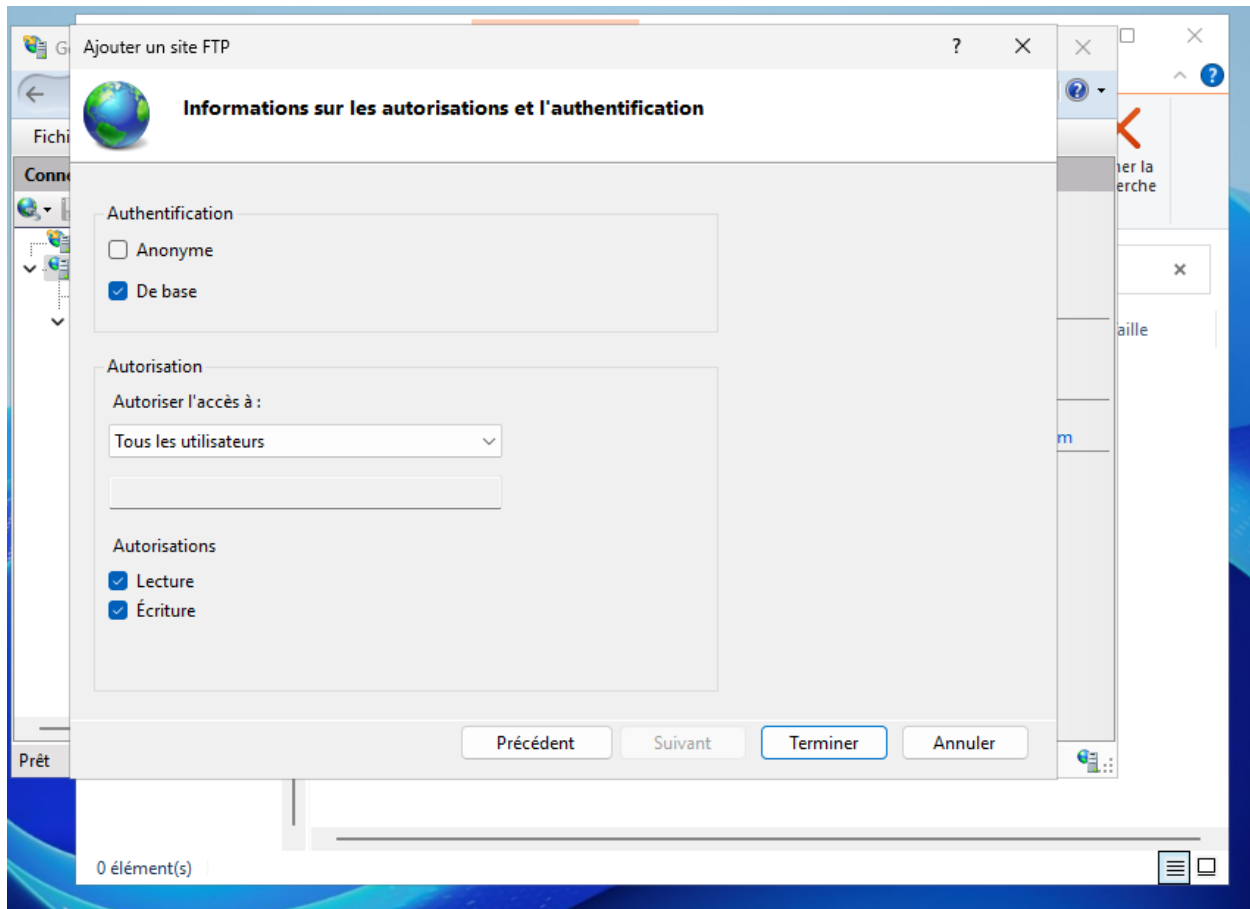 Ajouter un site FTP
?
Informations sur les autorisations et l'authentification
Authentification
Anonyme
De base
Autorisation
Autoriser l'accès à :
Tous les utilisateurs
Autorisations
Lecture
Écriture
Précédent Suivant Terminer Annuler
Prêt
0 élément(s)